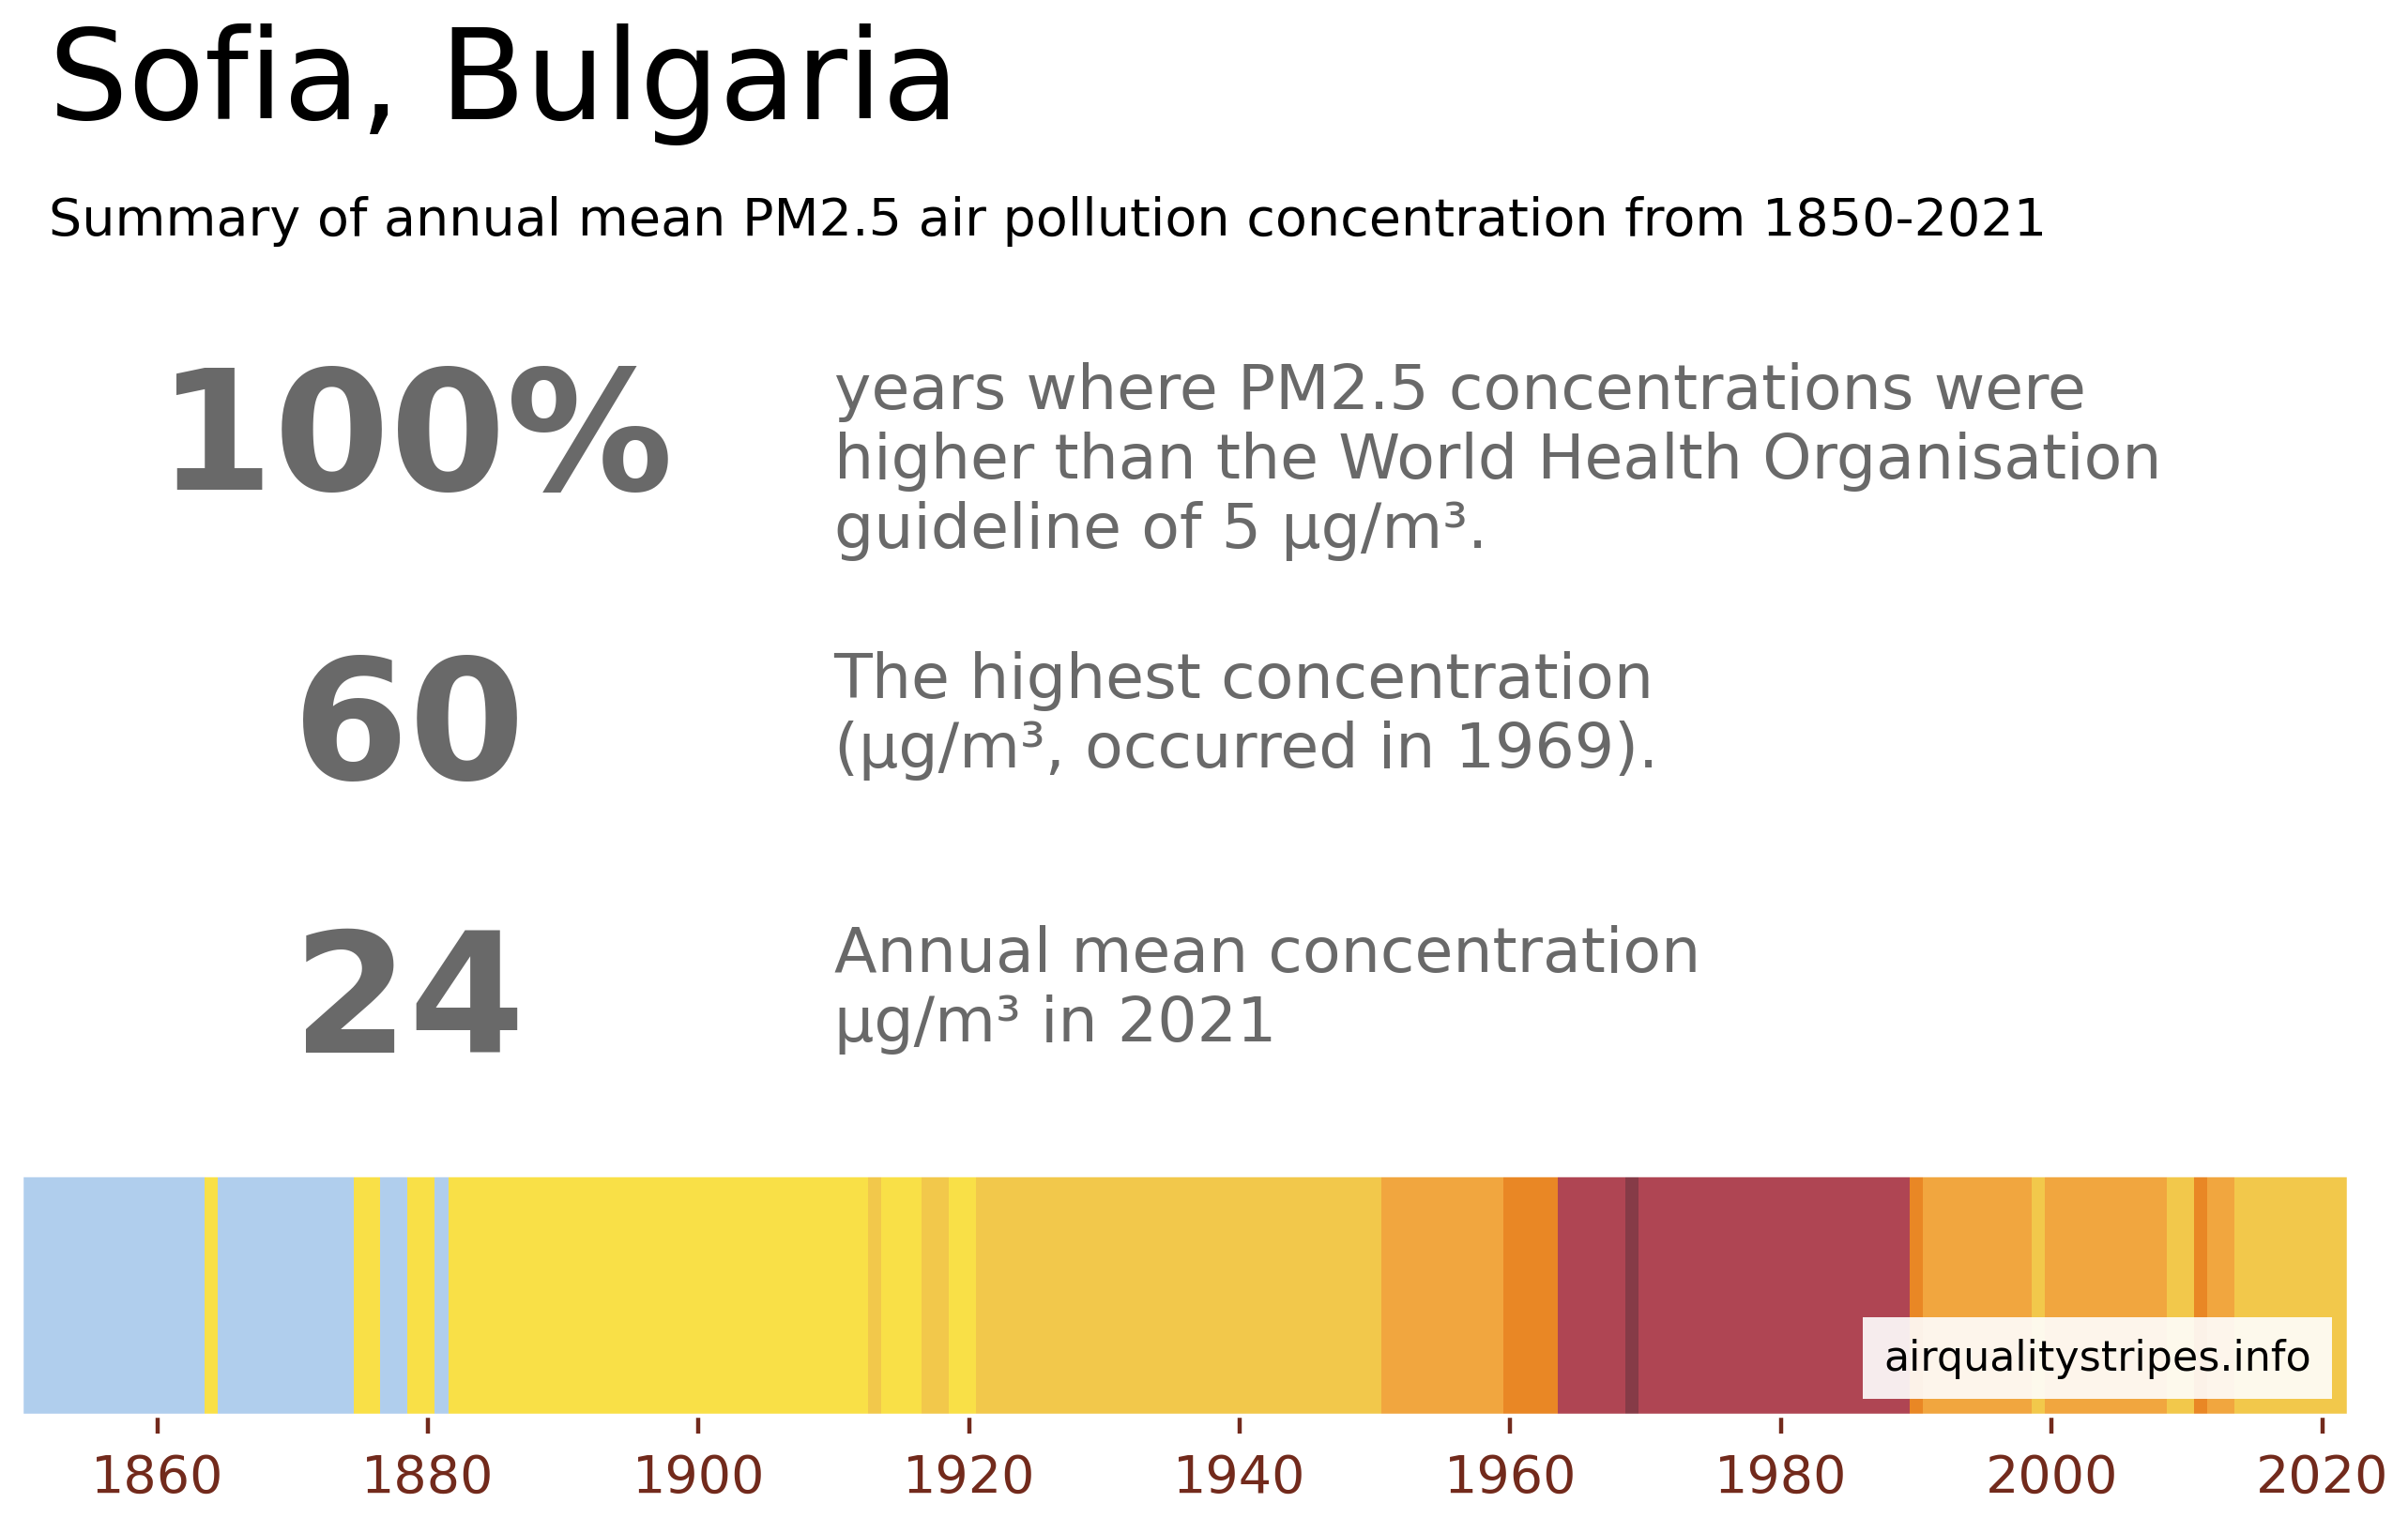 Sofia, Bulgaria
Summary of annual mean PM2.5 air pollution concentration from 1850-2021
100%
years where PM2.5 concentrations were
higher than the World Health Organisation
guideline of 5 µg/m³.
60
The highest concentration
(µg/m³, occurred in 1969).
24
Annual mean concentration
µg/m³ in 2021
airqualitystripes.info
1860 1880 1900 1920 1940 1960 1980 2000 2020